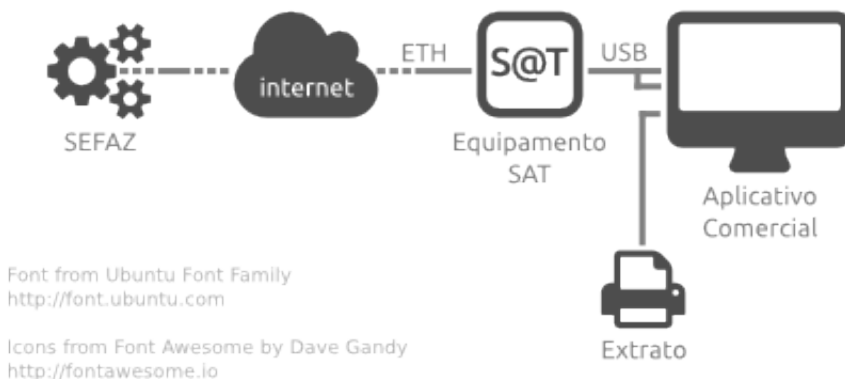 ETH
USB
internet
S@T
SEFAZ
Equipamento
SAT
Aplicativo
Comercial
Font from Ubuntu Font Family
http://font.ubuntu.com
Icons from Font Awesome by Dave Gandy
http://fontawesome.io
Extrato